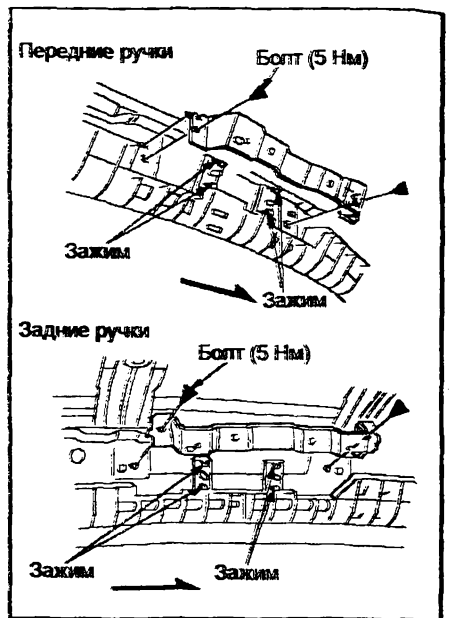 Передние ручки
Болт (5 Нм)
Зажим
Зажим
Задние ручки
Болт (5 Нм)
Зажим
Зажим